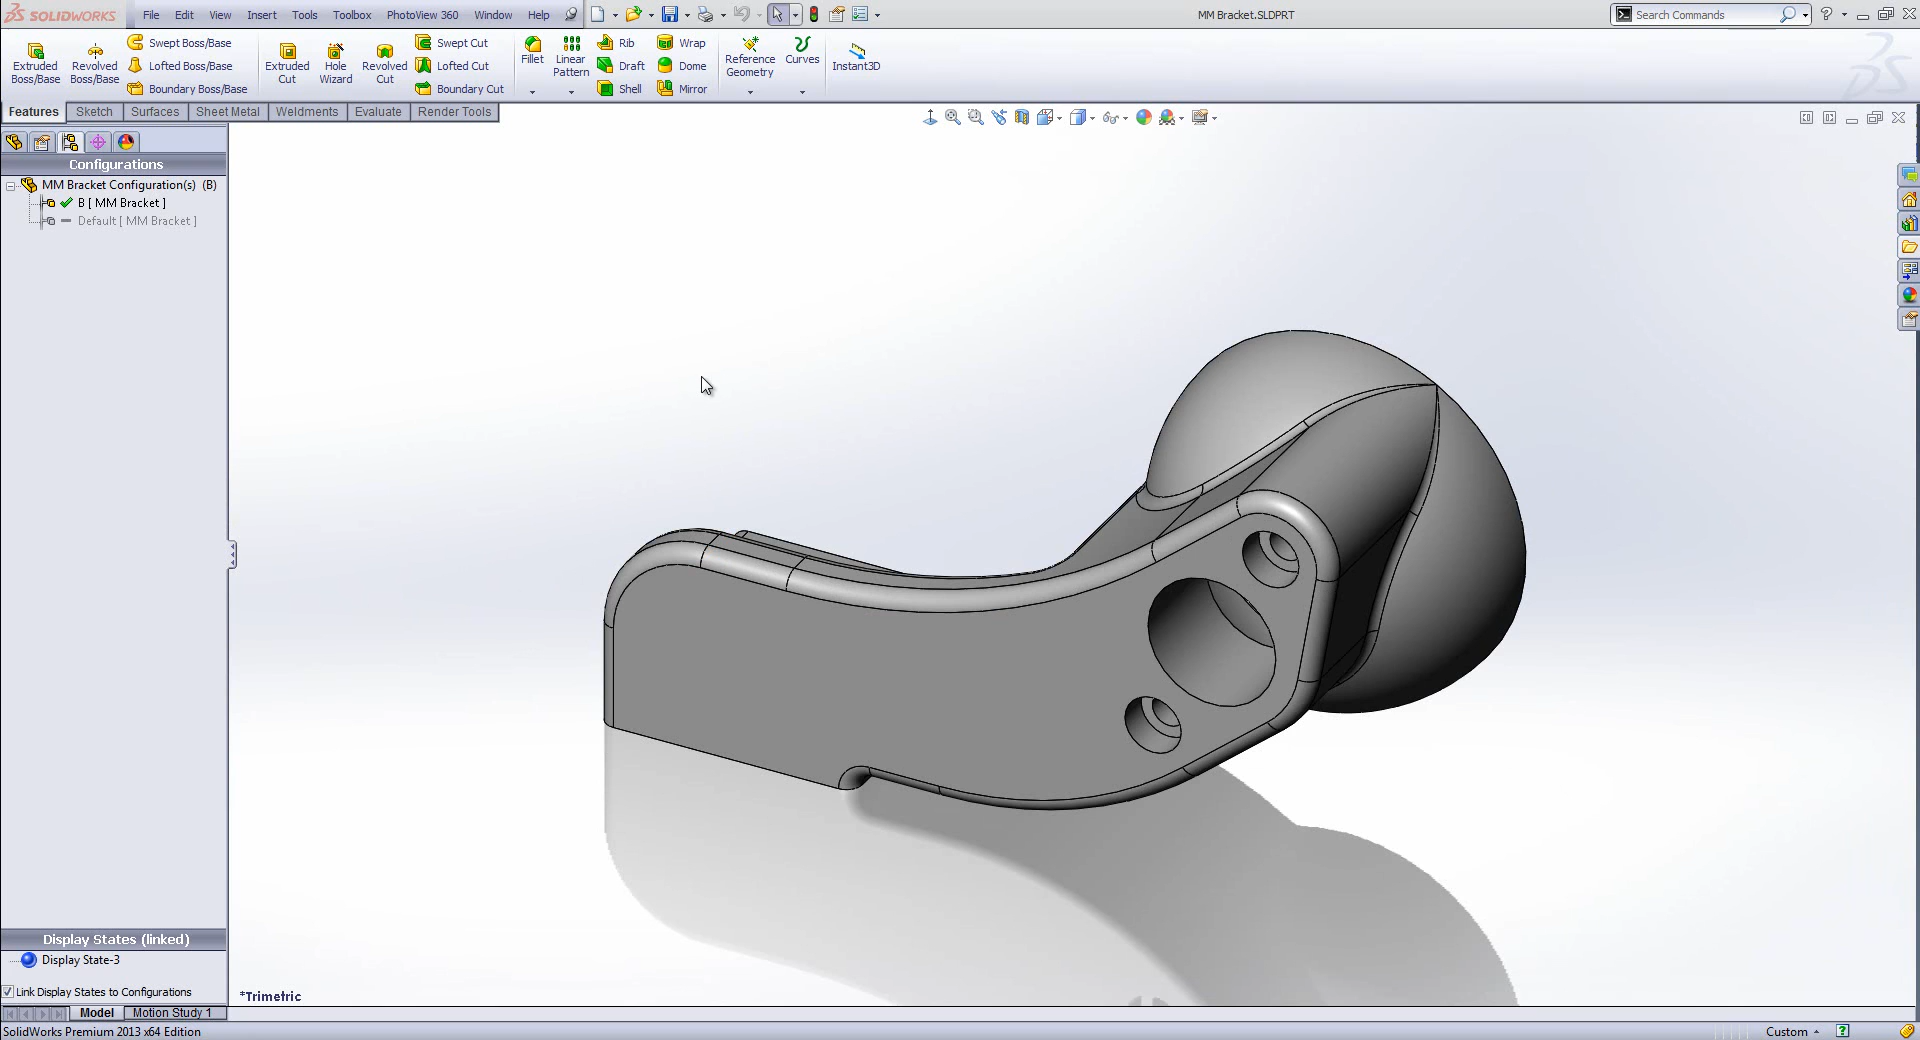 SOLIDWORKS File Edit View Insert Tools Toolbox PhotoView 360 Window Help MM Bracket.SLDPRT Search Commands ?
Extruded Boss/Base
Revolved Boss/Base
Swept Boss/Base
Lofted Boss/Base
Boundary Boss/Base
Extruded Cut
Hole Wizard
Revolved Cut
Swept Cut
Lofted Cut
Boundary Cut
Fillet
Linear Pattern
Rib
Draft
Shell
Wrap
Dome
Mirror
Reference Geometry
Curves
Instant3D
Features Sketch Surfaces Sheet Metal Weldments Evaluate Render Tools
Configurations
MM Bracket Configuration(s) (B)
B [ MM Bracket ]
Default [ MM Bracket ]
Display States (linked)
Display State-3
Link Display States to Configurations
*Trimetric
Model Motion Study 1
SolidWorks Premium 2013 x64 Edition
Custom ?